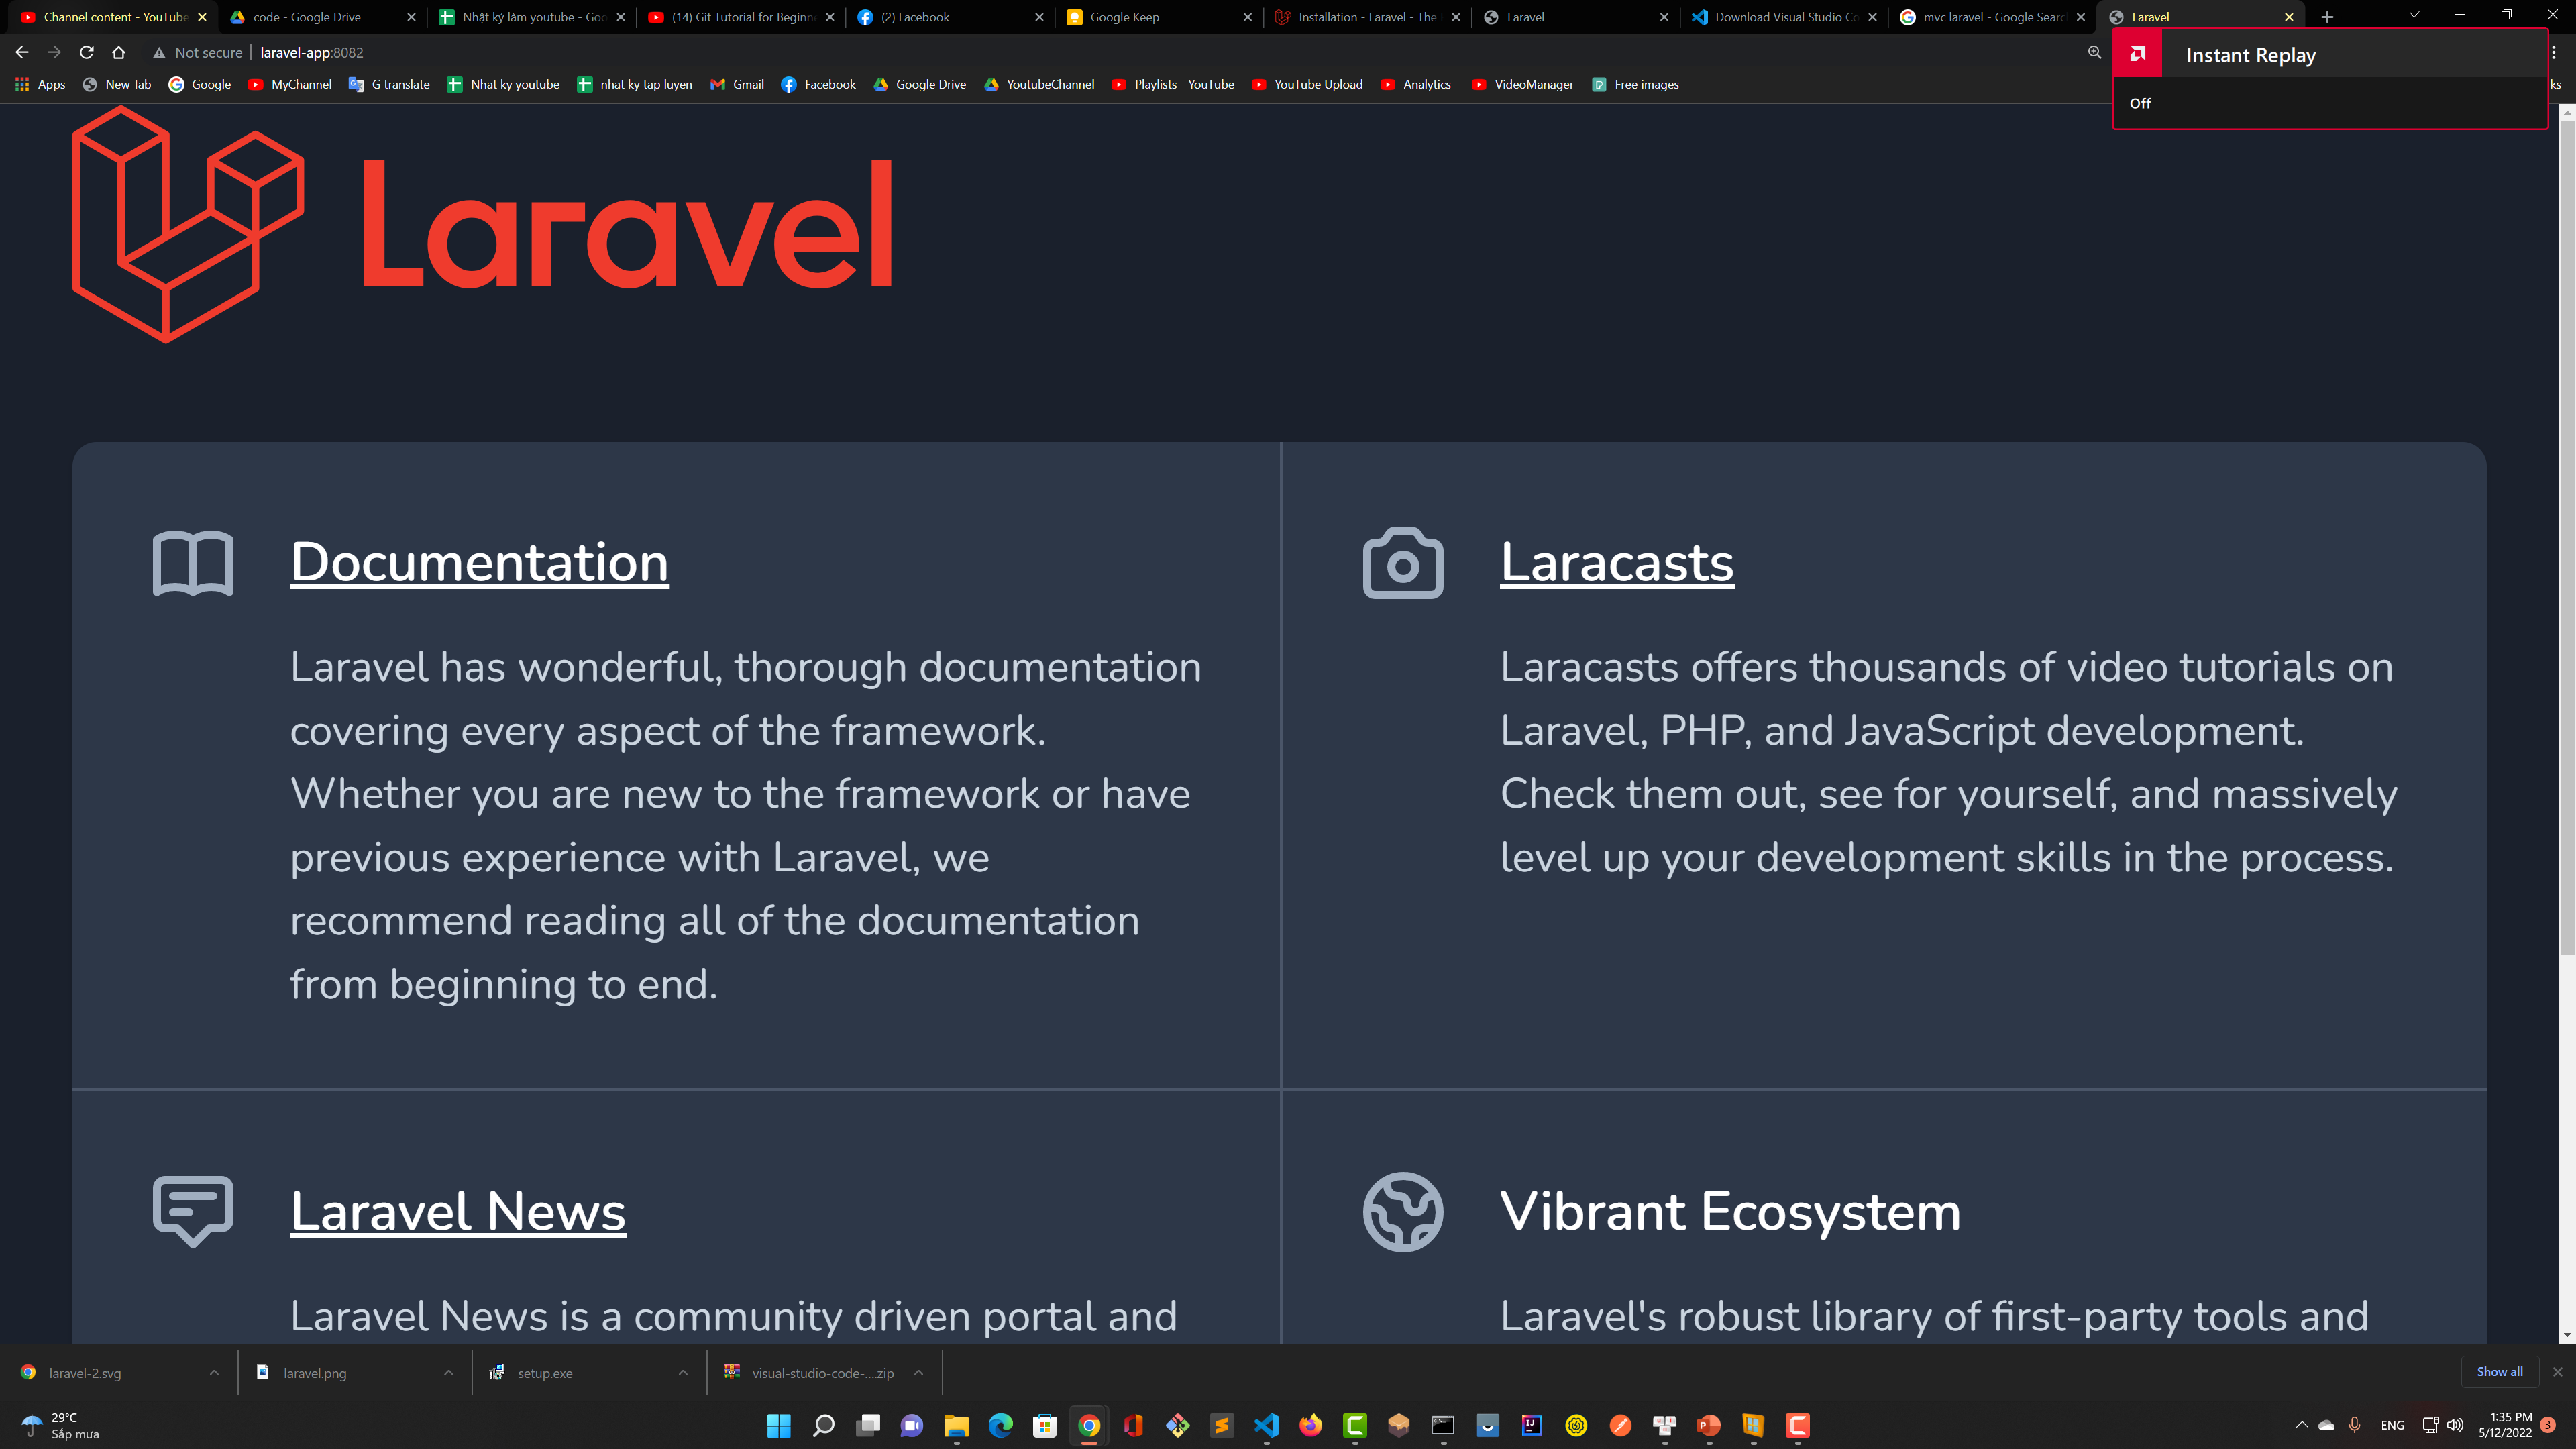 Channel content - YouTube
code - Google Drive
Nhật ký làm youtube - Goo
(14) Git Tutorial for Beginne
(2) Facebook
Google Keep
Installation - Laravel - The
Laravel
Download Visual Studio Co
mvc laravel - Google Search
Laravel
Not secure
laravel-app:8082
Instant Replay
Off
Apps
New Tab
Google
MyChannel
G translate
Nhat ky youtube
nhat ky tap luyen
Gmail
Facebook
Google Drive
YoutubeChannel
Playlists - YouTube
YouTube Upload
Analytics
VideoManager
Free images
ks
Laravel
Documentation
Laravel has wonderful, thorough documentation
covering every aspect of the framework.
Whether you are new to the framework or have
previous experience with Laravel, we
recommend reading all of the documentation
from beginning to end.
Laracasts
Laracasts offers thousands of video tutorials on
Laravel, PHP, and JavaScript development.
Check them out, see for yourself, and massively
level up your development skills in the process.
Laravel News
Laravel News is a community driven portal and
Vibrant Ecosystem
Laravel's robust library of first-party tools and
laravel-2.svg
laravel.png
setup.exe
visual-studio-code-....zip
Show all
29°C
Sắp mưa
ENG
1:35 PM
5/12/2022
3